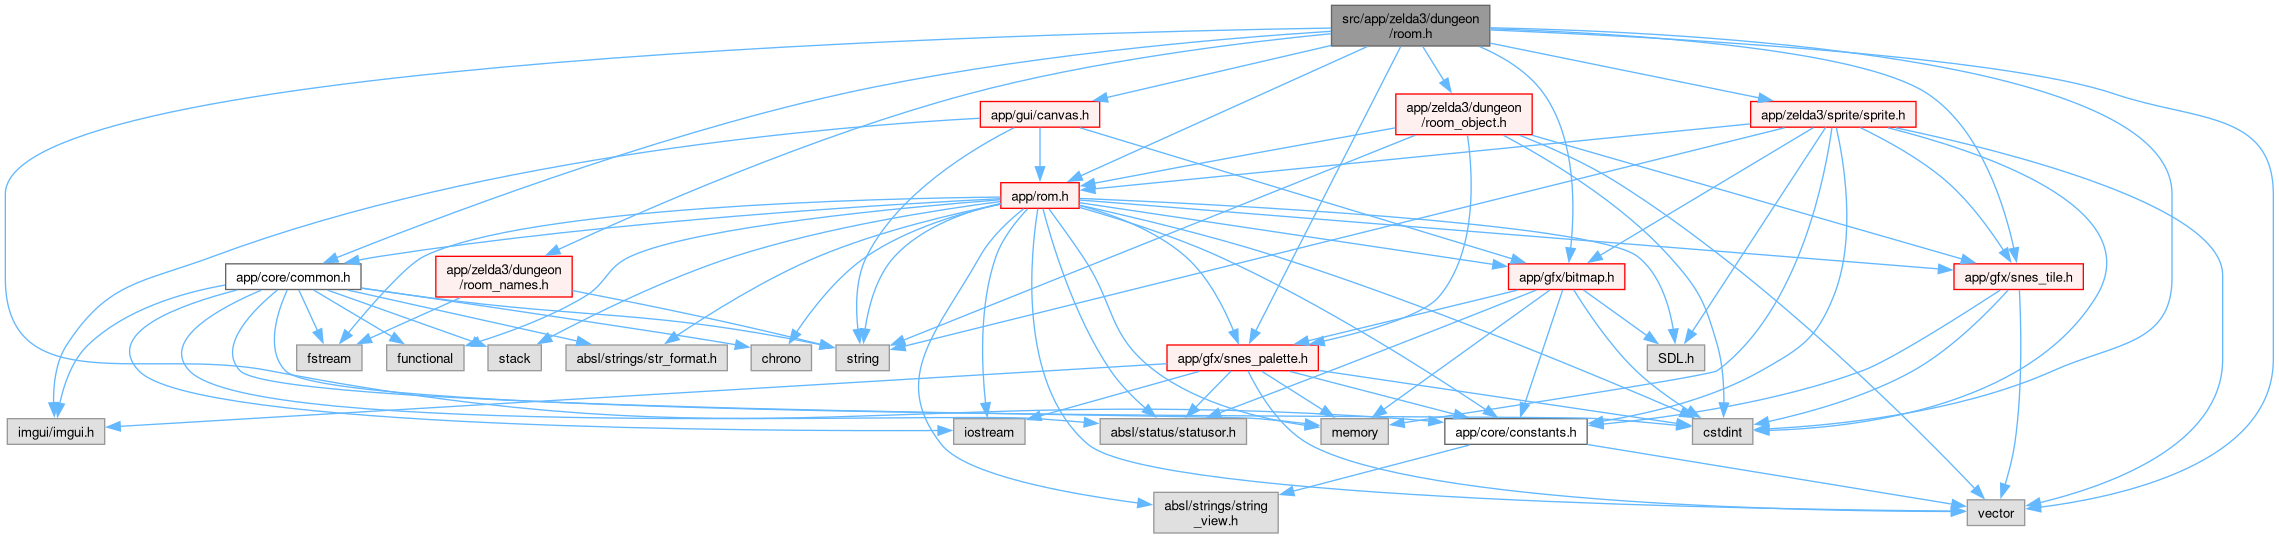 src/app/zelda3/dungeon
/room.h
app/gui/canvas.h
app/zelda3/dungeon
/room_object.h
app/zelda3/sprite/sprite.h
app/rom.h
app/core/common.h
app/zelda3/dungeon
/room_names.h
app/gfx/bitmap.h
app/gfx/snes_tile.h
fstream
functional
stack
absl/strings/str_format.h
chrono
string
app/gfx/snes_palette.h
SDL.h
imgui/imgui.h
iostream
absl/status/statusor.h
memory
app/core/constants.h
cstdint
absl/strings/string
_view.h
vector